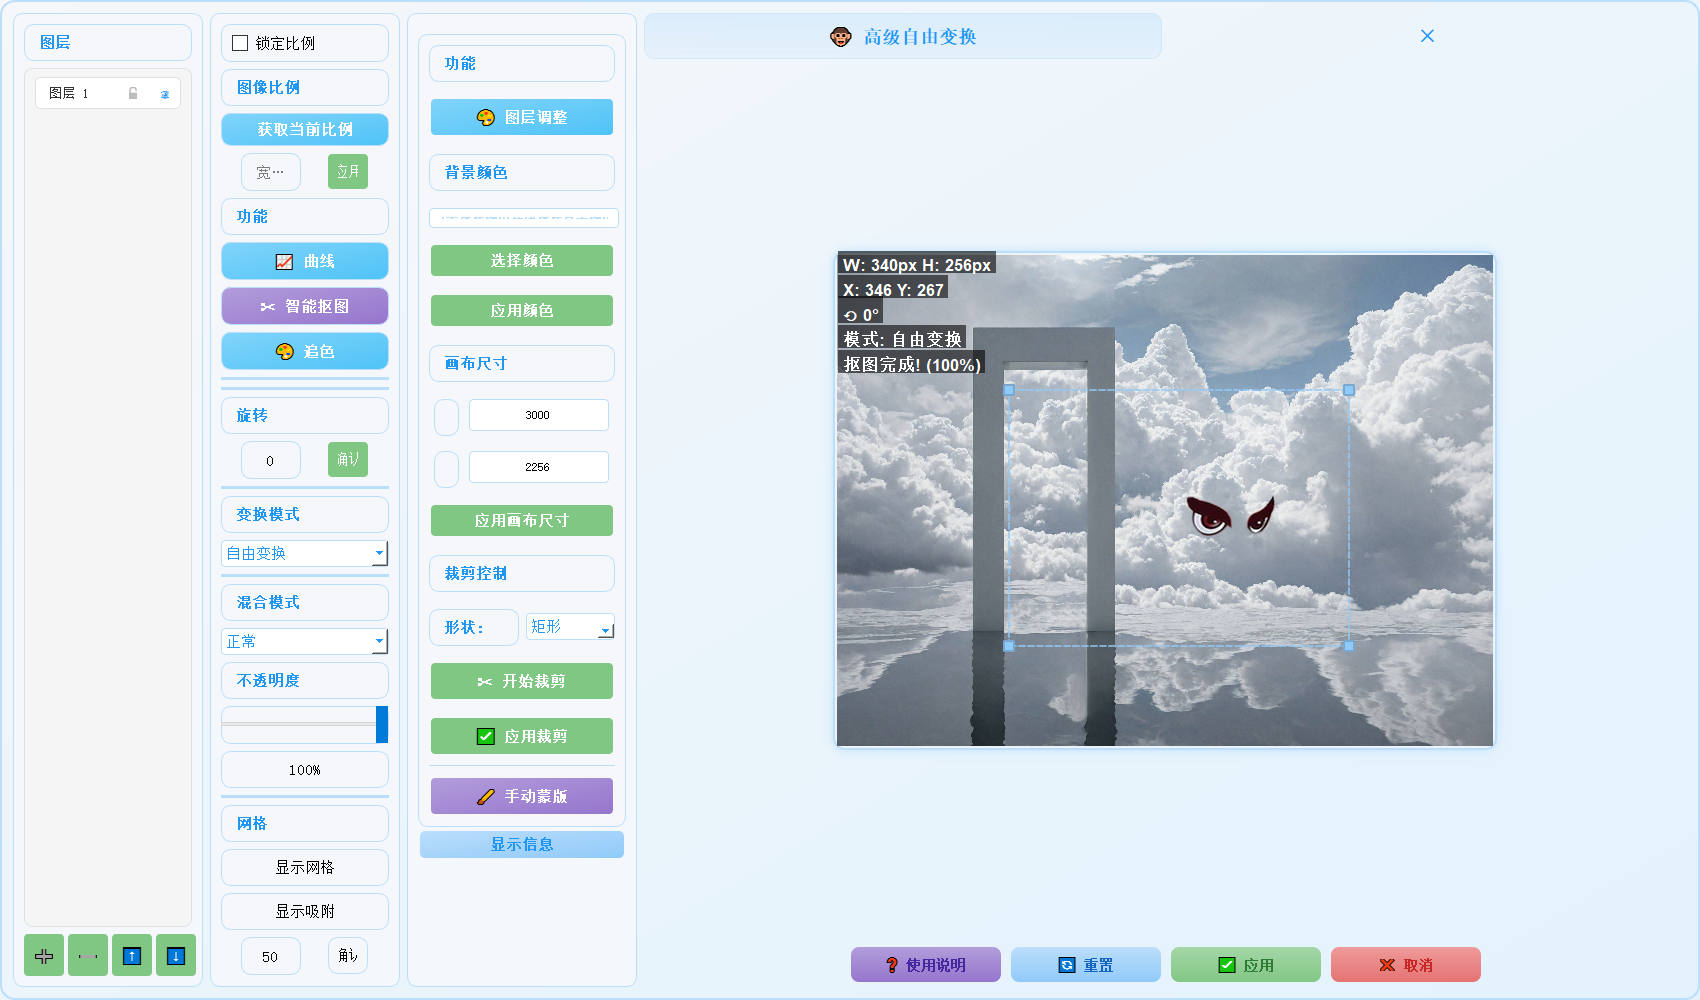 图层
图层 1
锁定比例
图像比例
获取当前比例
宽… 应用
功能
曲线
智能抠图
追色
旋转
0 确认
变换模式
自由变换
混合模式
正常
不透明度
100%
网格
显示网格
显示吸附
50
功能
图层调整
背景颜色
选择颜色
应用颜色
画布尺寸
3000
2256
应用画布尺寸
裁剪控制
形状: 矩形
开始裁剪
应用裁剪
手动蒙版
显示信息
高级自由变换
W: 340px H: 256px
X: 346 Y: 267
0°
模式: 自由变换
抠图完成! (100%)
使用说明 重置 应用 取消